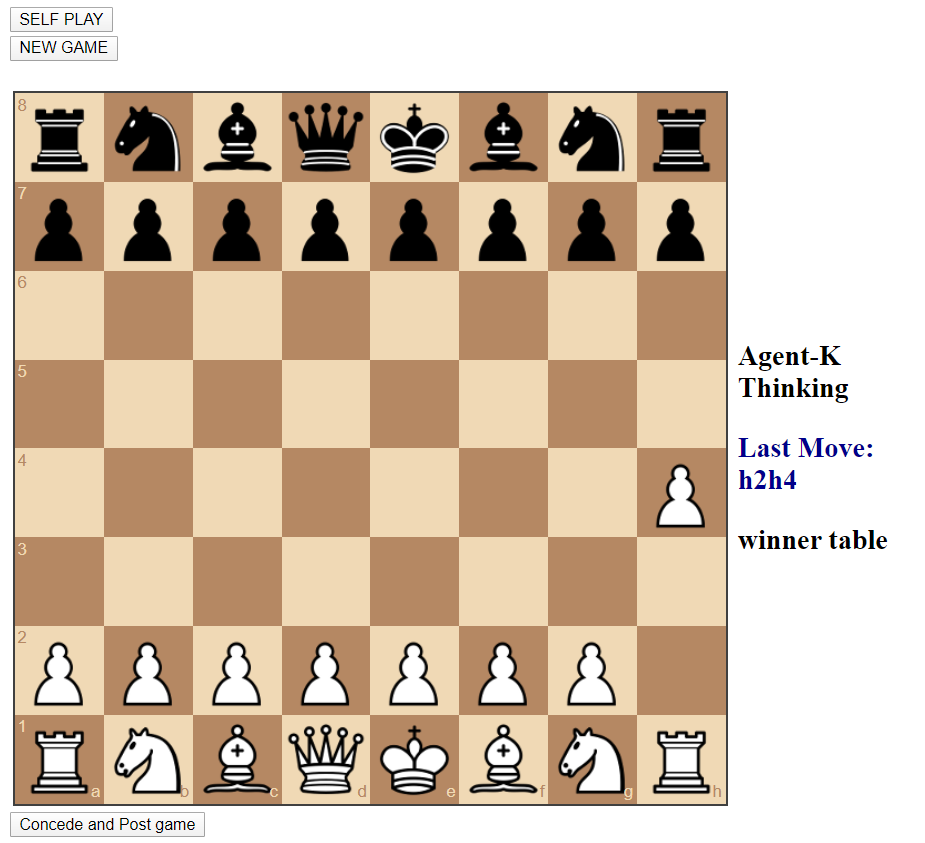 SELF PLAY
NEW GAME
8
7
6
5
4
3
2
1
a b c d e f g h
Agent-K
Thinking
Last Move:
h2h4
winner table
Concede and Post game